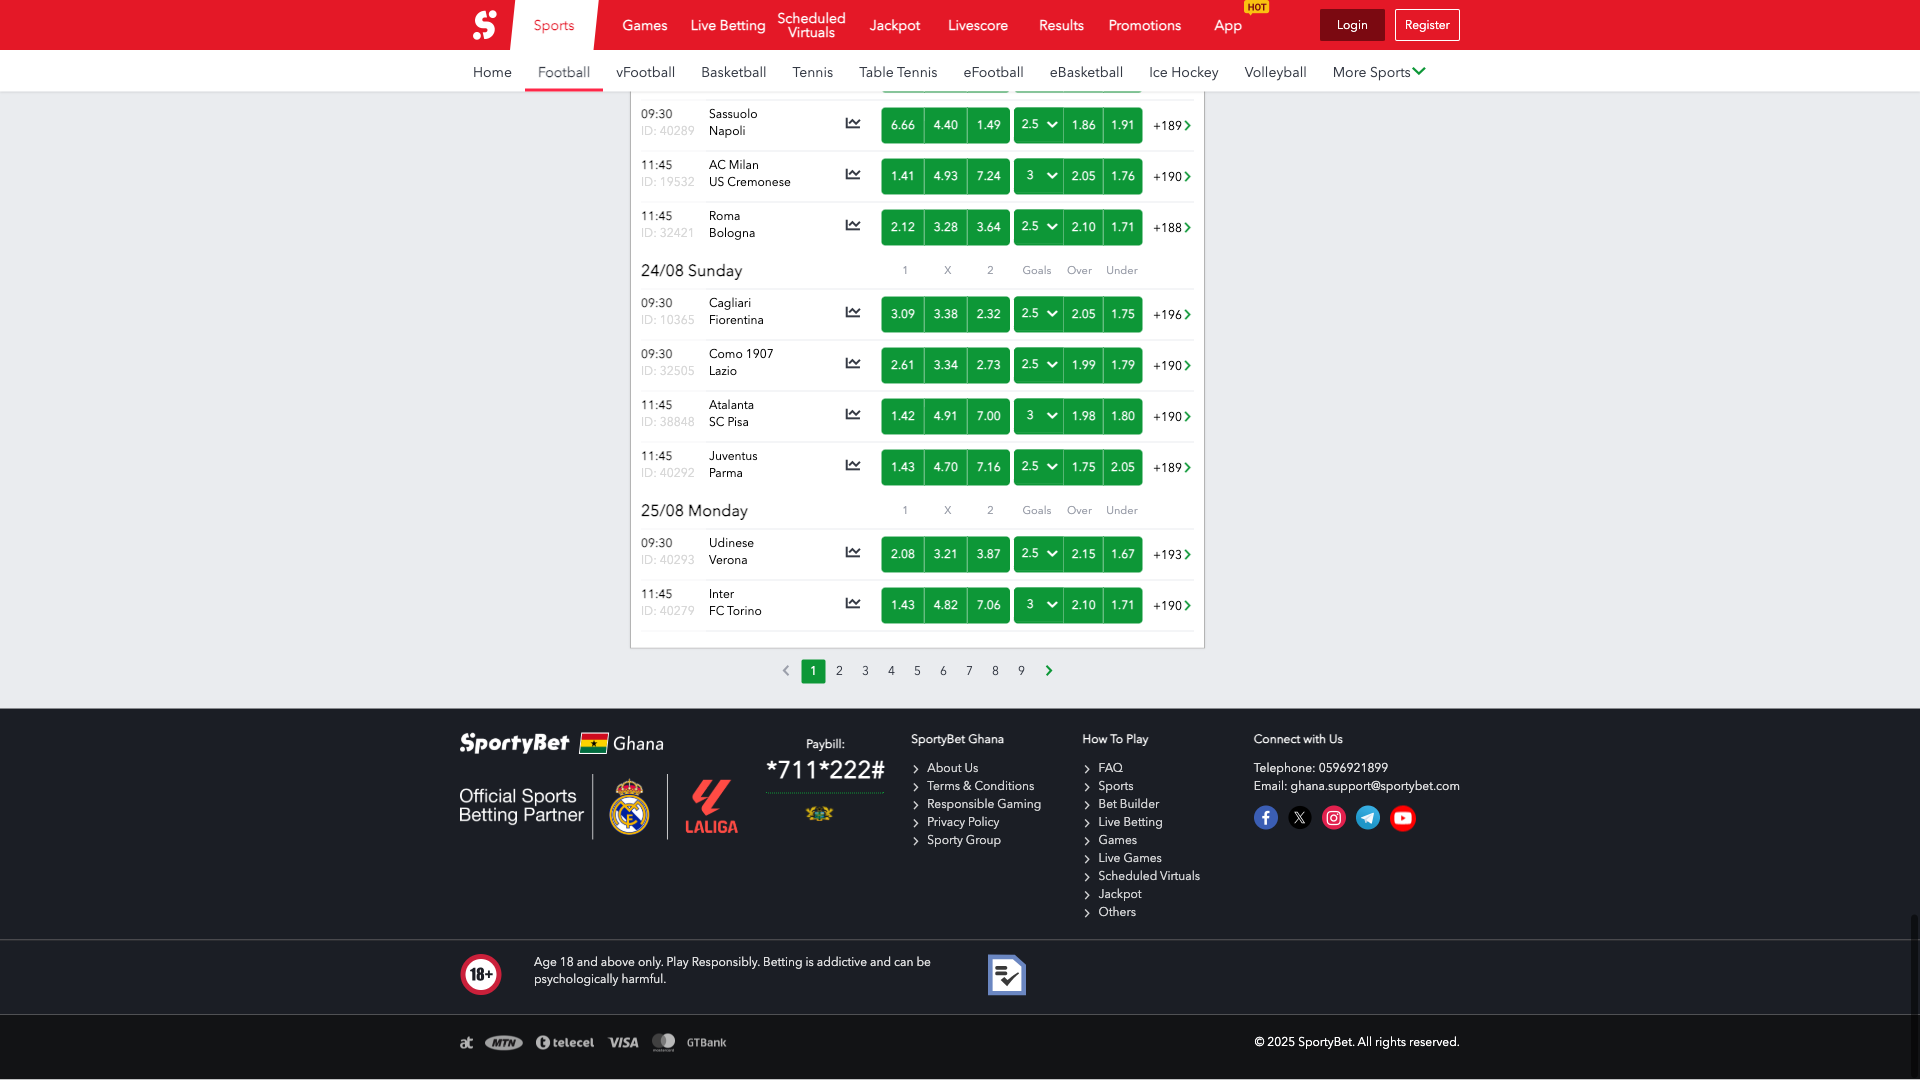 Sports
Games
Live Betting
Scheduled
Virtuals
Jackpot
Livescore
Results
Promotions
App
HOT
Login
Register
Home
Football
vFootball
Basketball
Tennis
Table Tennis
eFootball
eBasketball
Ice Hockey
Volleyball
More Sports
09:30 Sassuolo
ID: 40289 Napoli
6.66 4.40 1.49 2.5 1.86 1.91 +189
11:45 AC Milan
ID: 19532 US Cremonese
1.41 4.93 7.24 3 2.05 1.76 +190
11:45 Roma
ID: 32421 Bologna
2.12 3.28 3.64 2.5 2.10 1.71 +188
24/08 Sunday 1 X 2 Goals Over Under
09:30 Cagliari
ID: 10365 Fiorentina
3.09 3.38 2.32 2.5 2.05 1.75 +196
09:30 Como 1907
ID: 32505 Lazio
2.61 3.34 2.73 2.5 1.99 1.79 +190
11:45 Atalanta
ID: 38848 SC Pisa
1.42 4.91 7.00 3 1.98 1.80 +190
11:45 Juventus
ID: 40292 Parma
1.43 4.70 7.16 2.5 1.75 2.05 +189
25/08 Monday 1 X 2 Goals Over Under
09:30 Udinese
ID: 40293 Verona
2.08 3.21 3.87 2.5 2.15 1.67 +193
11:45 Inter
ID: 40279 FC Torino
1.43 4.82 7.06 3 2.10 1.71 +190
1 2 3 4 5 6 7 8 9
SportyBet Ghana
Official Sports
Betting Partner
LALIGA
Paybill:
*711*222#
SportyBet Ghana
About Us
Terms & Conditions
Responsible Gaming
Privacy Policy
Sporty Group
How To Play
FAQ
Sports
Bet Builder
Live Betting
Games
Live Games
Scheduled Virtuals
Jackpot
Others
Connect with Us
Telephone: 0596921899
Email: ghana.support@sportybet.com
18+
Age 18 and above only. Play Responsibly. Betting is addictive and can be
psychologically harmful.
at MTN telecel VISA mastercard GTBank
© 2025 SportyBet. All rights reserved.